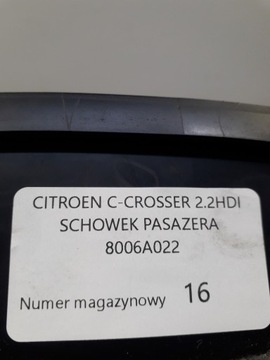 CITROEN C-CROSSER 2.2HDI
SCHOWEK PASAZERA
8006A022
Numer magazynowy 16